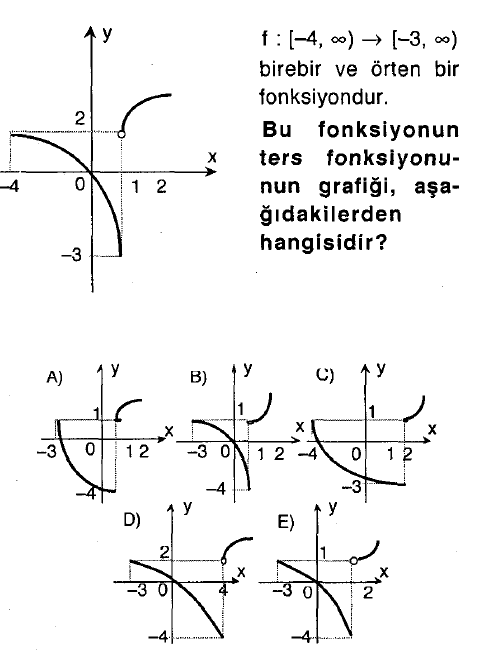 y
2
x
–4
0
1 2
–3
f : [–4, ∞) → [–3, ∞)
birebir ve örten bir
fonksiyondur.
Bu fonksiyonun
ters fonksiyonu-
nun grafiği, aşa-
ğıdakilerden
hangisidir?
A)
y
1
x
–3
0
1 2
–4
B)
y
1
x
–3
0
1 2
–4
C)
y
1
x
–4
0
1 2
–3
D)
y
2
x
–3 0
4
–4
E)
y
1
x
–3 0
2
–4